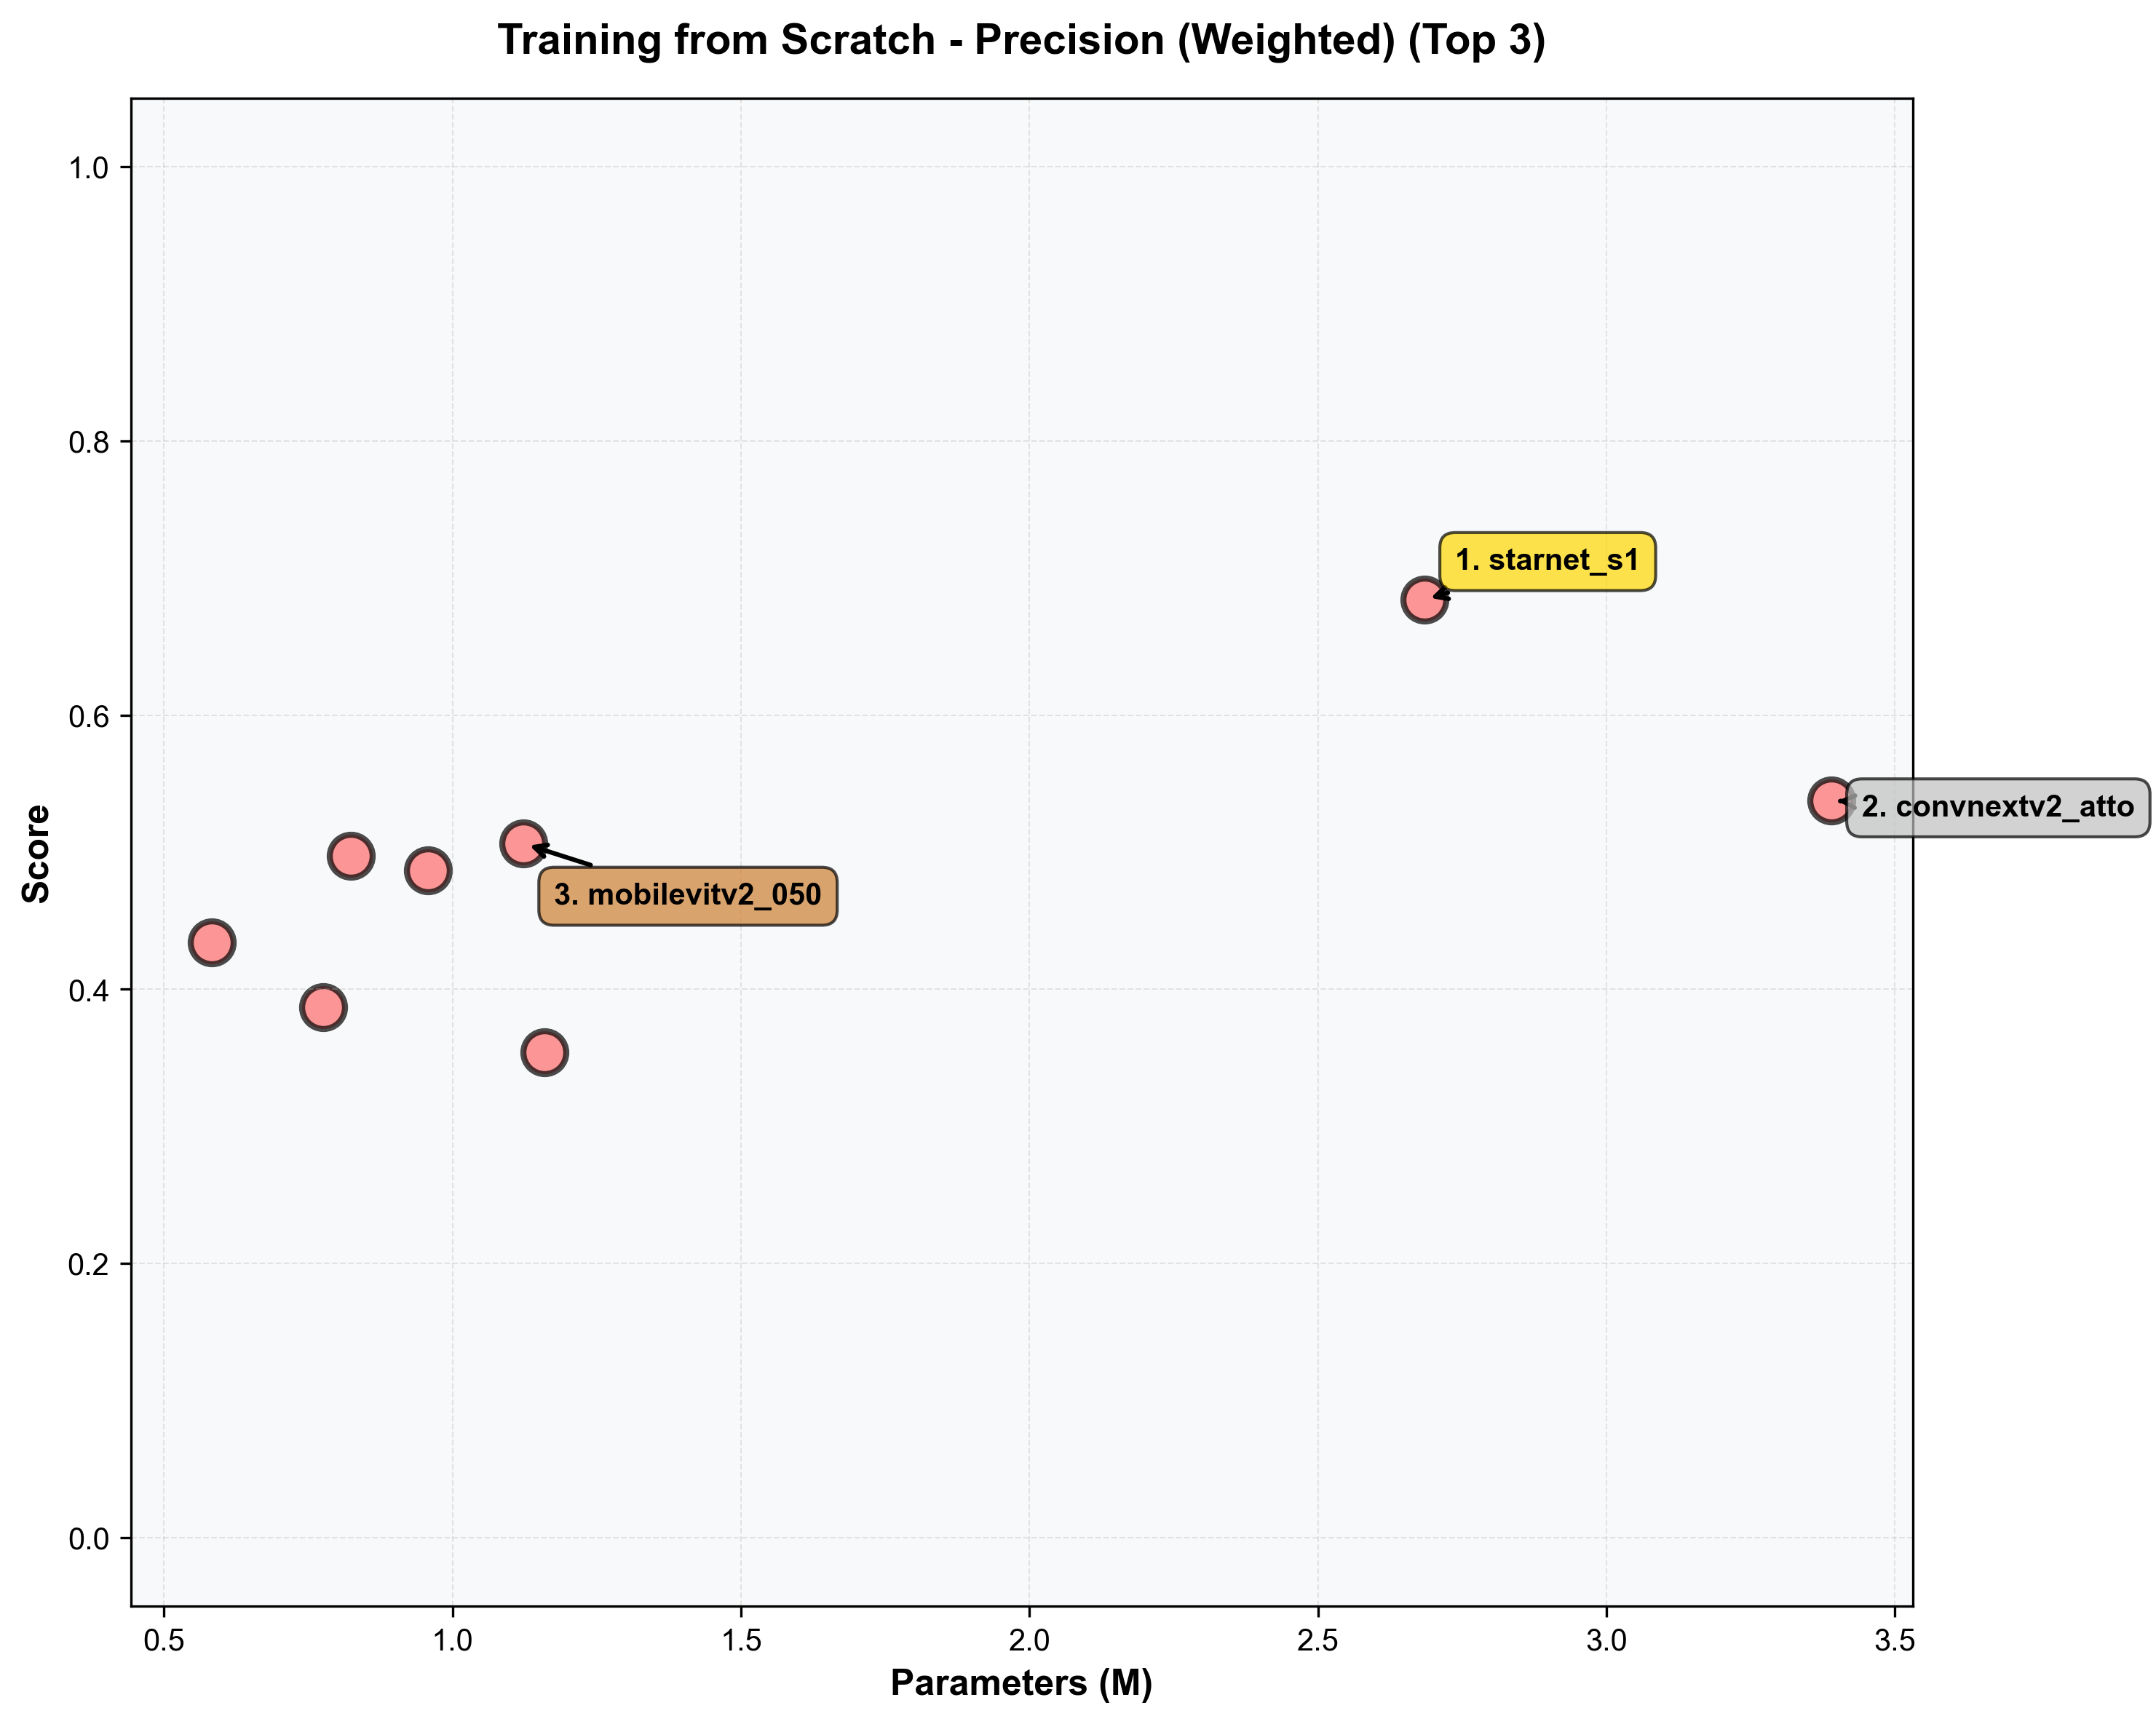 Training from Scratch - Precision (Weighted) (Top 3)
1.0
0.8
0.6
0.4
0.2
0.0
Score
1. starnet_s1
2. convnextv2_atto
3. mobilevitv2_050
0.5
1.0
1.5
2.0
2.5
3.0
3.5
Parameters (M)